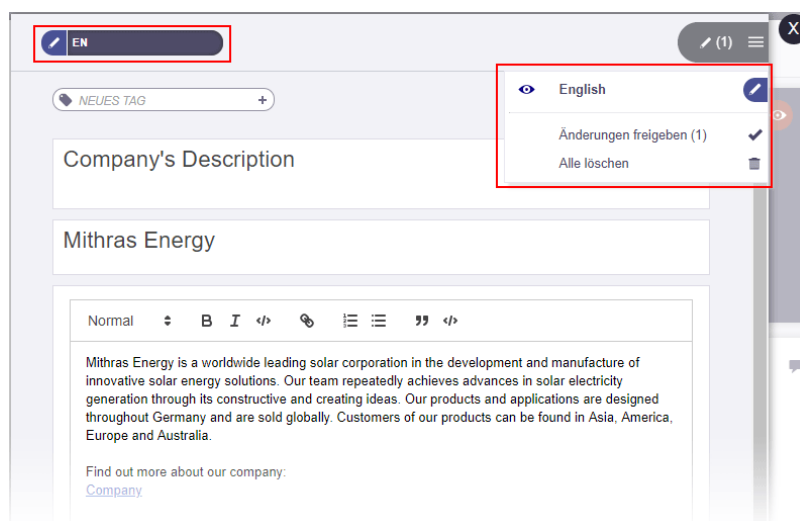 EN
(1)
X
NEUES TAG
+
English
Änderungen freigeben (1)
Alle löschen
Company's Description
Mithras Energy
Normal B I </> </>
Mithras Energy is a worldwide leading solar corporation in the development and manufacture of
innovative solar energy solutions. Our team repeatedly achieves advances in solar electricity
generation through its constructive and creating ideas. Our products and applications are designed
throughout Germany and are sold globally. Customers of our products can be found in Asia, America,
Europe and Australia.
Find out more about our company:
Company